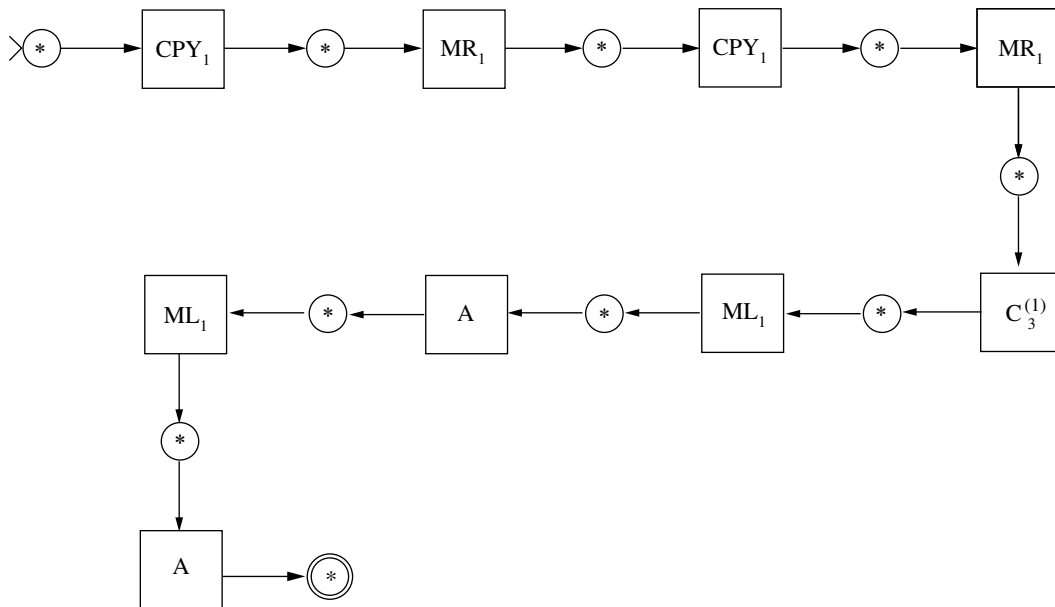 * CPY₁ * MR₁ * CPY₁ * MR₁
*
ML₁ * A * ML₁ * C₃⁽¹⁾
*
A *